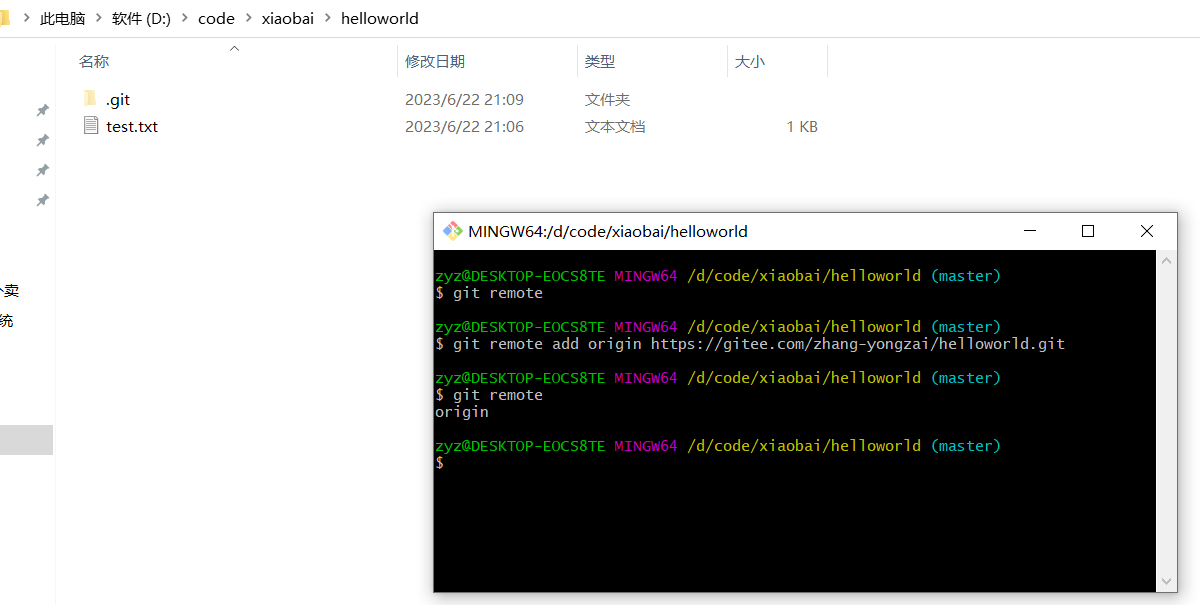 此电脑 > 软件 (D:) > code > xiaobai > helloworld
名称 修改日期 类型 大小
.git 2023/6/22 21:09 文件夹
test.txt 2023/6/22 21:06 文本文档 1 KB
MINGW64:/d/code/xiaobai/helloworld
zyz@DESKTOP-EOCS8TE MINGW64 /d/code/xiaobai/helloworld (master)
$ git remote
卖
统
zyz@DESKTOP-EOCS8TE MINGW64 /d/code/xiaobai/helloworld (master)
$ git remote add origin https://gitee.com/zhang-yongzai/helloworld.git
zyz@DESKTOP-EOCS8TE MINGW64 /d/code/xiaobai/helloworld (master)
$ git remote
origin
zyz@DESKTOP-EOCS8TE MINGW64 /d/code/xiaobai/helloworld (master)
$